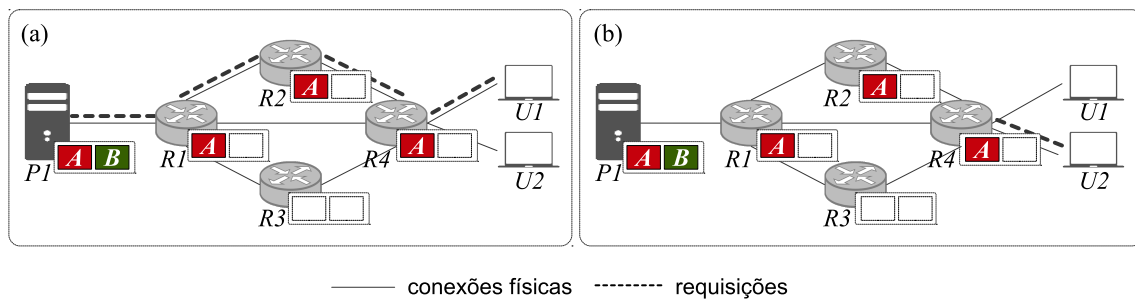 (a)
A
R2
U1
A B
P1
A
R1
A
R4
U2
R3
(b)
A
R2
U1
A B
P1
A
R1
A
R4
U2
R3
conexões físicas
requisições